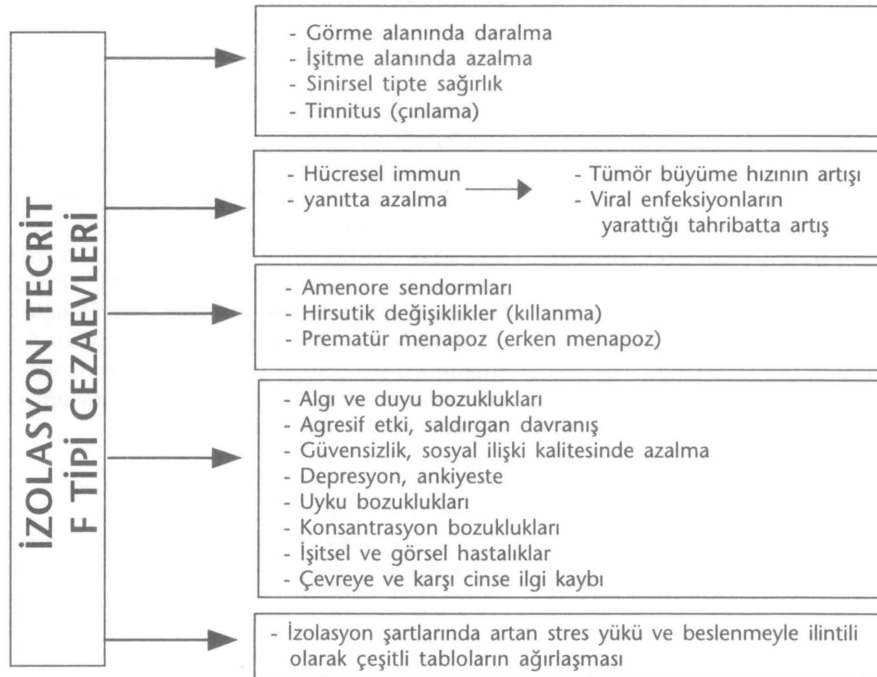 İZOLASYON TECRİT
F TİPİ CEZAEVLERİ
- Görme alanında daralma
- İşitme alanında azalma
- Sinirsel tipte sağırlık
- Tinnitus (çınlama)
- Hücresel immun
- yanıtta azalma
- Tümör büyüme hızının artışı
- Viral enfeksiyonların
yarattığı tahribatta artış
- Amenore sendormları
- Hirsutik değişiklikler (kıllanma)
- Prematür menapoz (erken menapoz)
- Algı ve duyu bozuklukları
- Agresif etki, saldırgan davranış
- Güvensizlik, sosyal ilişki kalitesinde azalma
- Depresyon, ankiyeste
- Uyku bozuklukları
- Konsantrasyon bozuklukları
- İşitsel ve görsel hastalıklar
- Çevreye ve karşı cinse ilgi kaybı
- İzolasyon şartlarında artan stres yükü ve beslenmeyle ilintili
olarak çeşitli tabloların ağırlaşması